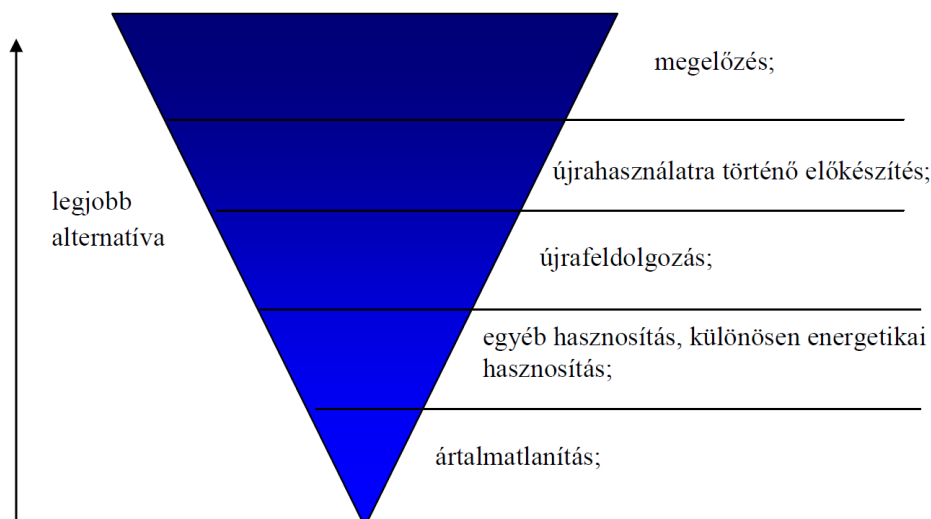 megelőzés;
újrahasználatra történő előkészítés;
legjobb
alternatíva
újrafeldolgozás;
egyéb hasznosítás, különösen energetikai
hasznosítás;
ártalmatlanítás;